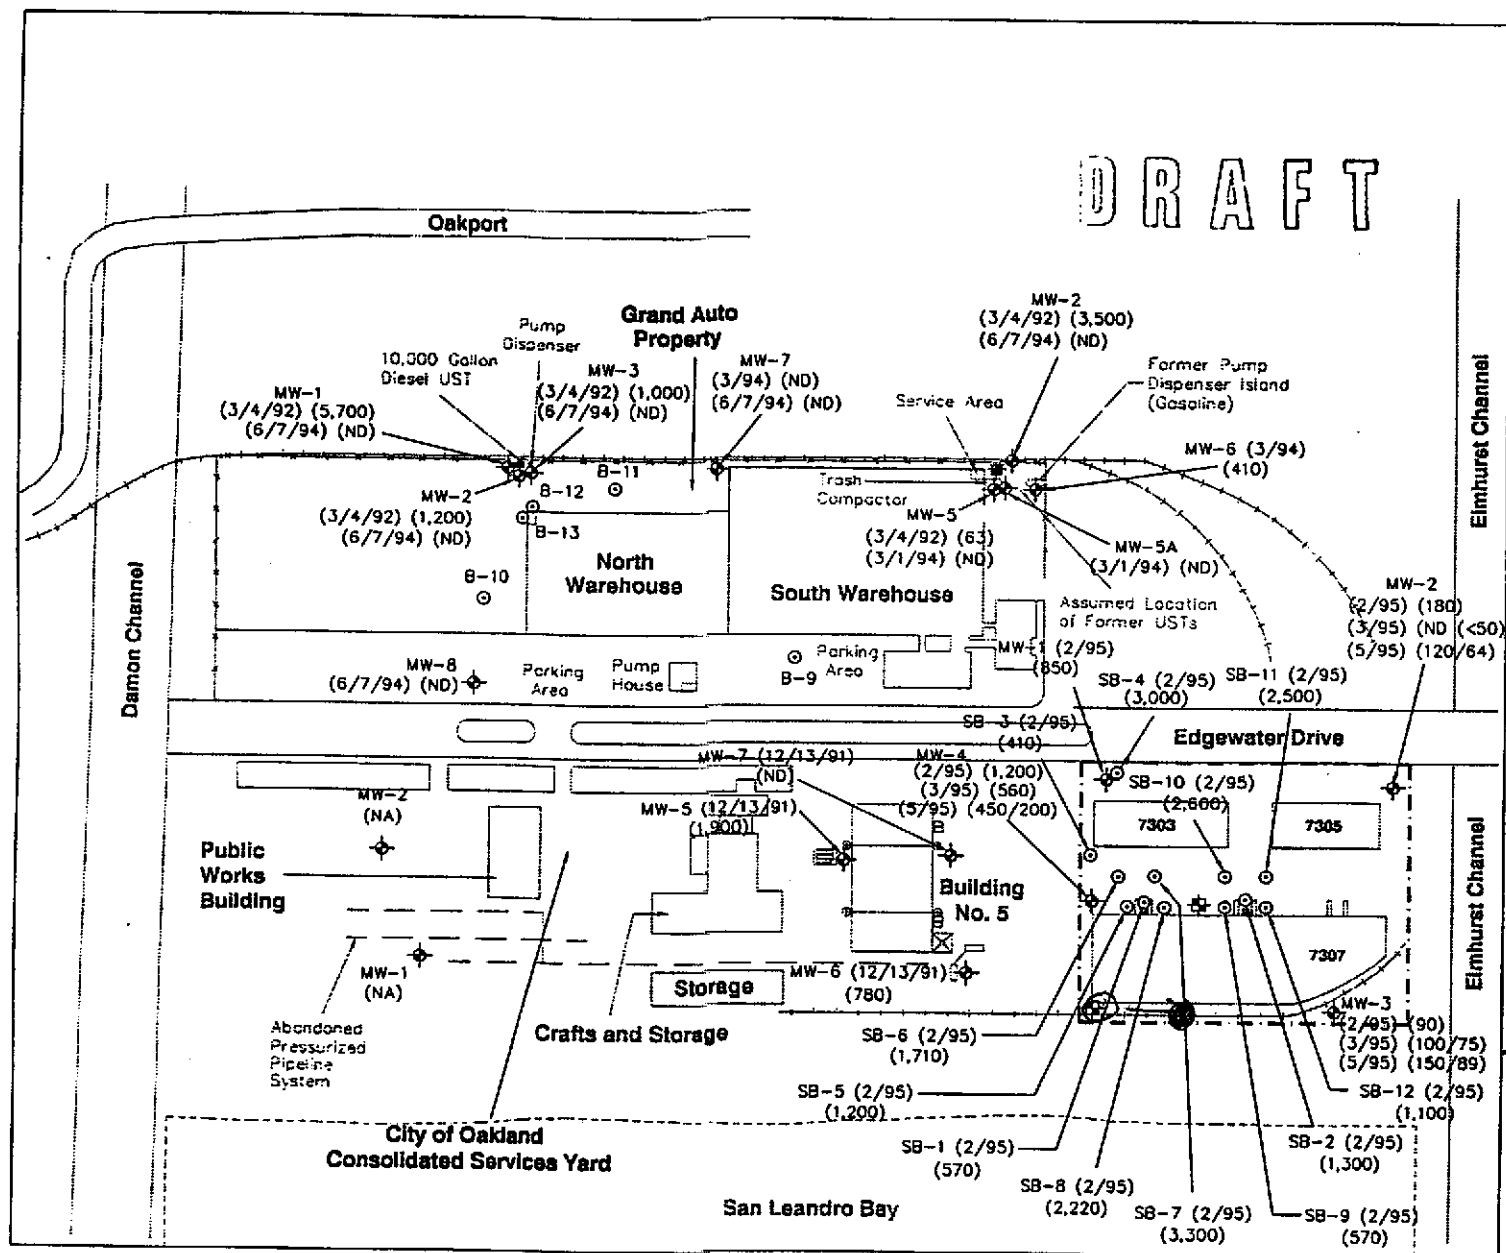 DRAFT
Oakport
Grand Auto
Property
Pump
Dispenser
10,000 Gallon
Diesel UST
MW-1
(3/4/92) (5,700)
(6/7/94) (ND)
MW-3
(3/4/92) (1,000)
(6/7/94) (ND)
MW-7
(3/94) (ND)
(6/7/94) (ND)
MW-2
(3/4/92) (3,500)
(6/7/94) (ND)
Service Area
Former Pump
Dispenser Island
(Gasoline)
MW-6 (3/94)
(410)
Elmhurst Channel
MW-2
(3/4/92) (1,200)
(6/7/94) (ND)
B-11
B-12
B-13
B-10
Trash
Compactor
MW-5
(3/4/92) (63)
(3/1/94) (ND)
MW-5A
(3/1/94) (ND)
North
Warehouse
South Warehouse
Assumed Location
of Former USTs
MW-2
(2/95) (180)
(3/95) (ND (<50)
(5/95) (120/64)
Damon Channel
MW-8
(6/7/94) (ND)
Parking
Area
Pump
House
B-9
Parking
Area
MW-1 (2/95)
(850)
SB-4 (2/95)
(3,000)
SB-11 (2/95)
(2,500)
SB-3 (2/95)
(410)
Edgewater Drive
MW-7 (12/13/91)
(ND)
MW-4
(2/95) (1,200)
(3/95) (560)
(5/95) (450/200)
SB-10 (2/95)
(2,600)
MW-2
(NA)
MW-5 (12/13/91)
(1,900)
7303
7305
Public
Works
Building
Building
No. 5
Elmhurst Channel
7307
MW-1
(NA)
MW-6 (12/13/91)
(780)
Storage
Abandoned
Pressurized
Pipeline
System
Crafts and Storage
SB-6 (2/95)
(1,710)
MW-3
(2/95) (90)
(3/95) (100/75)
(5/95) (150/89)
SB-5 (2/95)
(1,200)
SB-12 (2/95)
(1,100)
City of Oakland
Consolidated Services Yard
SB-1 (2/95)
(570)
SB-2 (2/95)
(1,300)
SB-8 (2/95)
(2,220)
SB-7 (2/95)
(3,300)
SB-9 (2/95)
(570)
San Leandro Bay